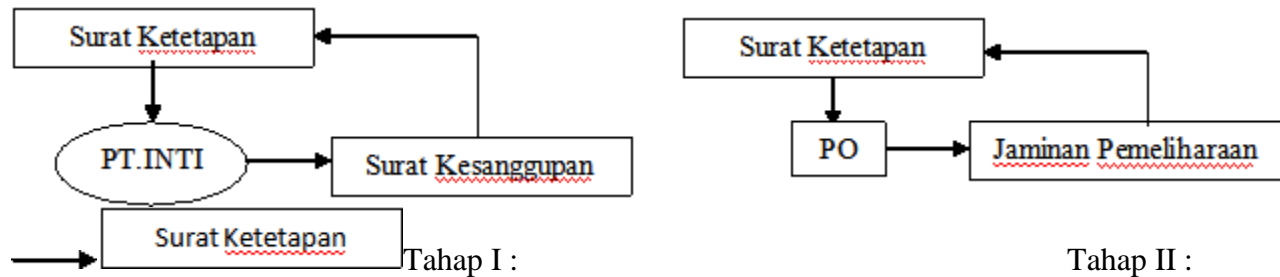 Surat Ketetapan
PT.INTI
Surat Kesanggupan
Surat Ketetapan
Tahap I :
Surat Ketetapan
PO
Jaminan Pemeliharaan
Tahap II :